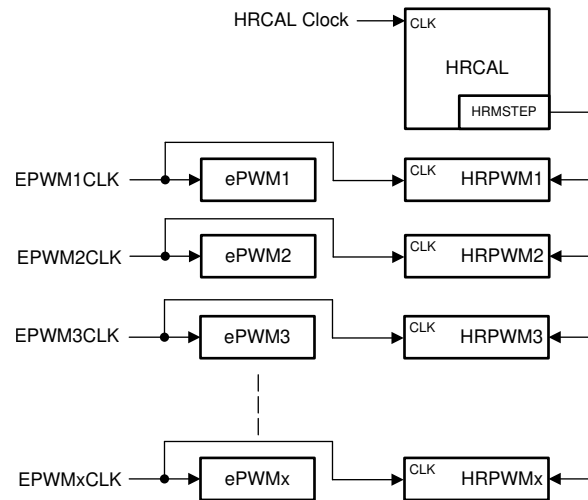 HRCAL Clock
CLK
HRCAL
HRMSTEP
EPWM1CLK
ePWM1
CLK
HRPWM1
EPWM2CLK
ePWM2
CLK
HRPWM2
EPWM3CLK
ePWM3
CLK
HRPWM3
EPWMxCLK
ePWMx
CLK
HRPWMx